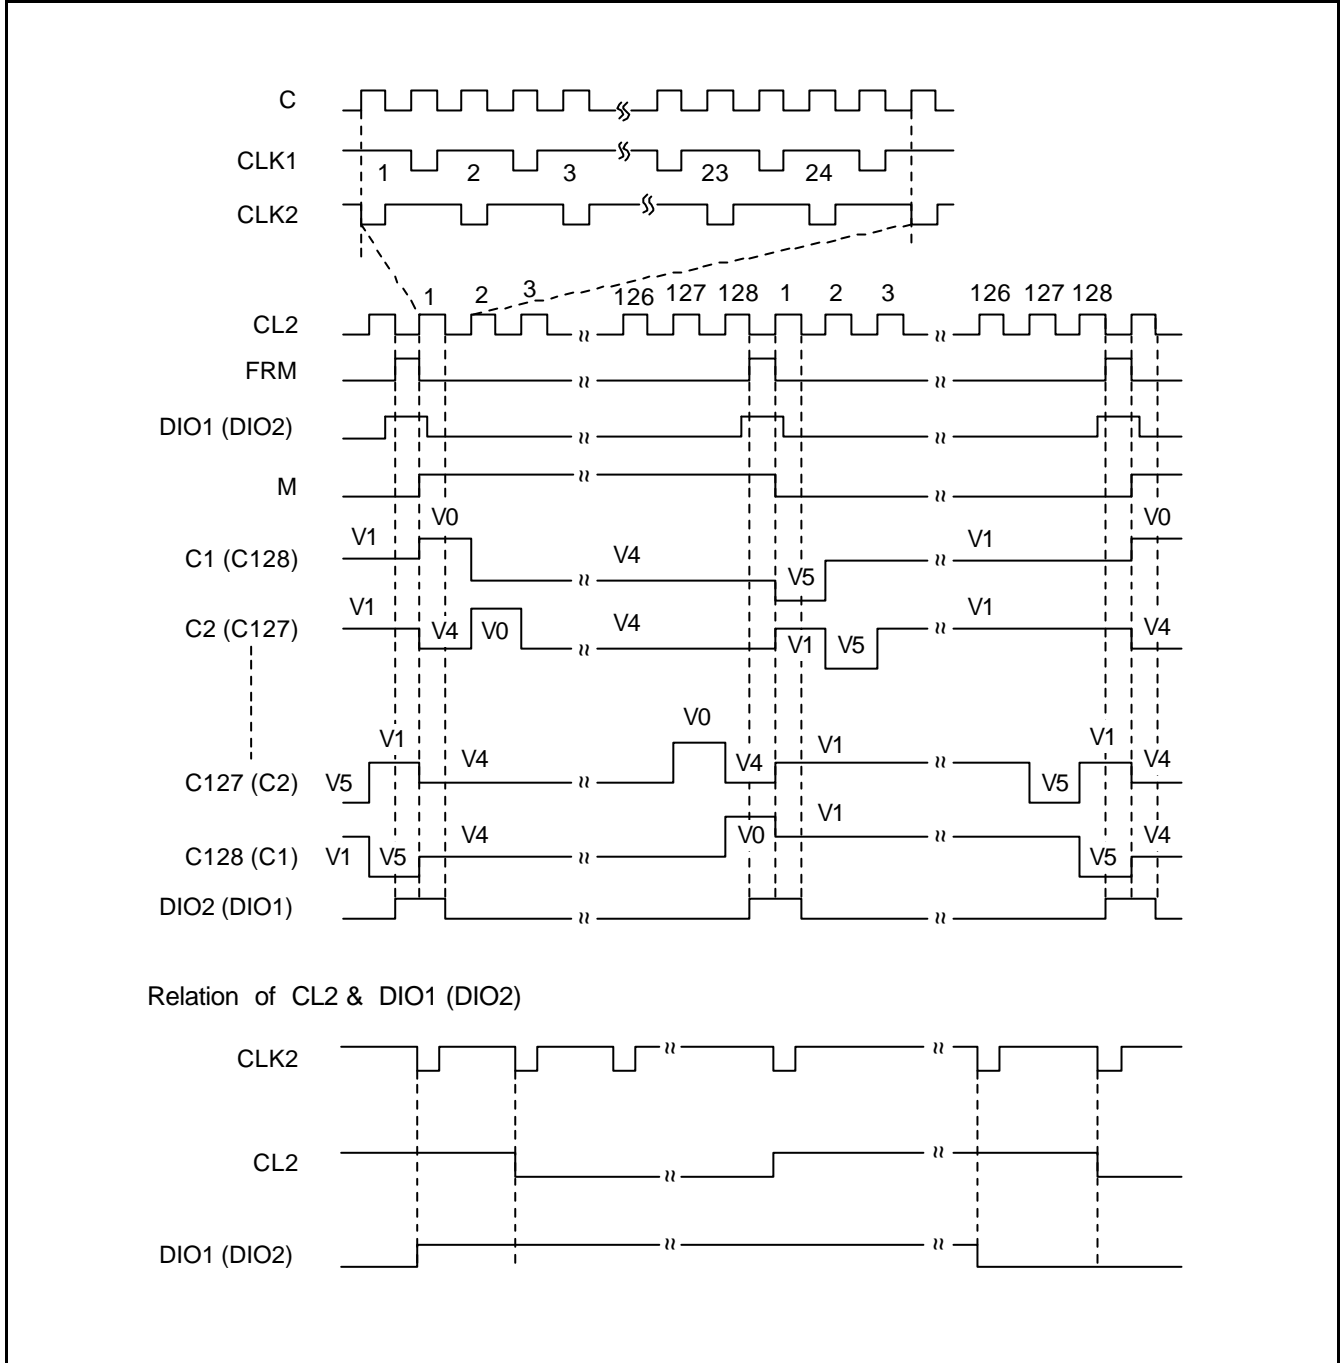 C
CLK1
1 2 3 23 24
CLK2
1 2 3 126 127 128 1 2 3 126 127 128
CL2
FRM
DIO1 (DIO2)
M
V0 V0
V1 V4 V1
C1 (C128)
V5
V1 V4 V1
C2 (C127) V4 V0 V1 V5 V4
V0
V1 V4 V4 V1 V1 V4
C127 (C2) V5 V5
V4 V0 V1 V4
C128 (C1) V1 V5 V5
DIO2 (DIO1)
Relation of CL2 & DIO1 (DIO2)
CLK2
CL2
DIO1 (DIO2)